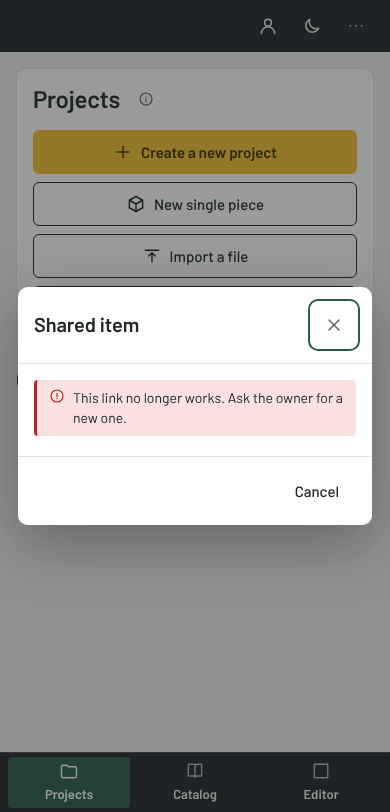 Projects
Create a new project
New single piece
Import a file
Shared item
This link no longer works. Ask the owner for a
new one.
Cancel
Projects
Catalog
Editor